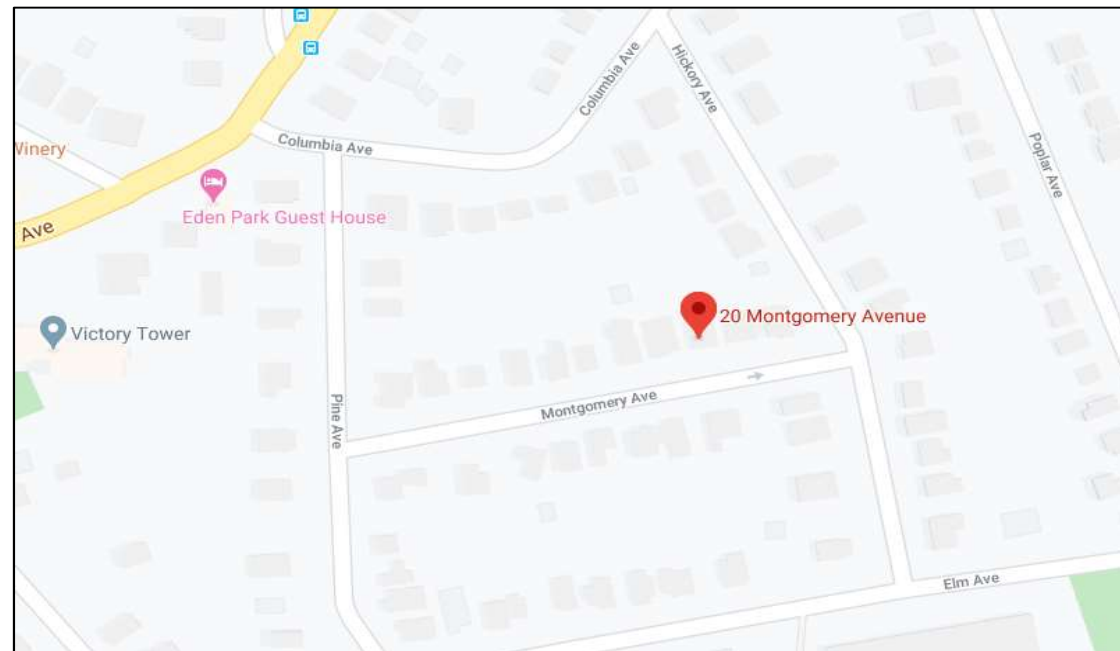 Columbia Ave
Columbia Ave
Hickory Ave
Poplar Ave
Winery
Eden Park Guest House
Ave
Victory Tower
20 Montgomery Avenue
Pine Ave
Montgomery Ave
Elm Ave